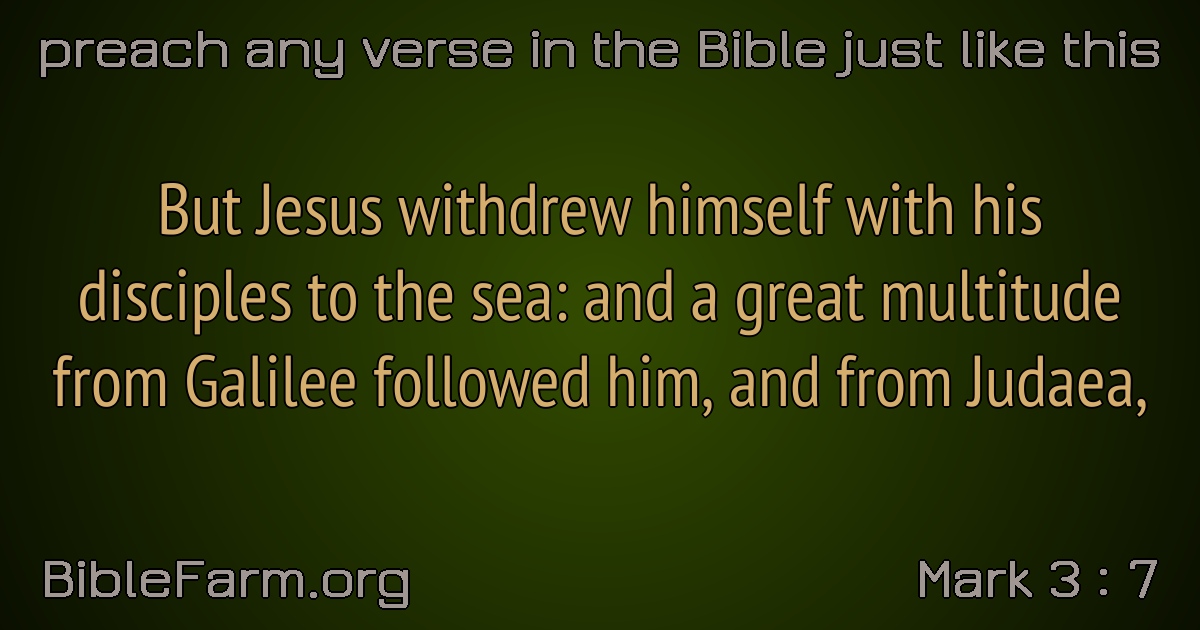 preach any verse in the Bible just like this
But Jesus withdrew himself with his
disciples to the sea: and a great multitude
from Galilee followed him, and from Judaea,
BibleFarm.org
Mark 3 : 7